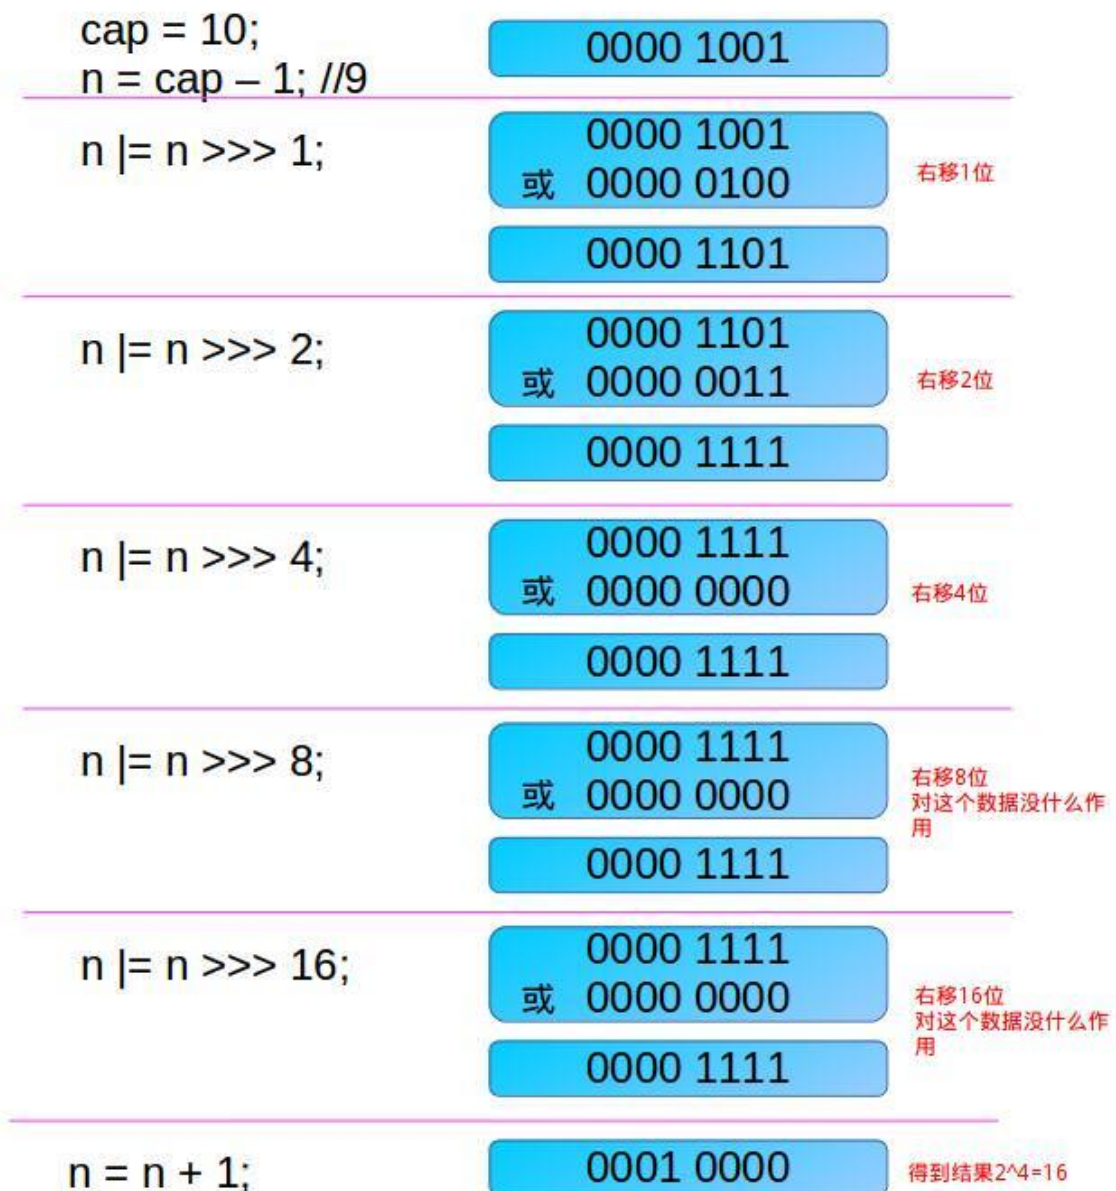 cap = 10;
n = cap – 1; //9
0000 1001
n |= n >>> 1;
0000 1001
或 0000 0100
右移1位
0000 1101
n |= n >>> 2;
0000 1101
或 0000 0011
右移2位
0000 1111
n |= n >>> 4;
0000 1111
或 0000 0000
右移4位
0000 1111
n |= n >>> 8;
0000 1111
或 0000 0000
右移8位
对这个数据没什么作
用
0000 1111
n |= n >>> 16;
0000 1111
或 0000 0000
右移16位
对这个数据没什么作
用
0000 1111
n = n + 1;
0001 0000
得到结果2^4=16